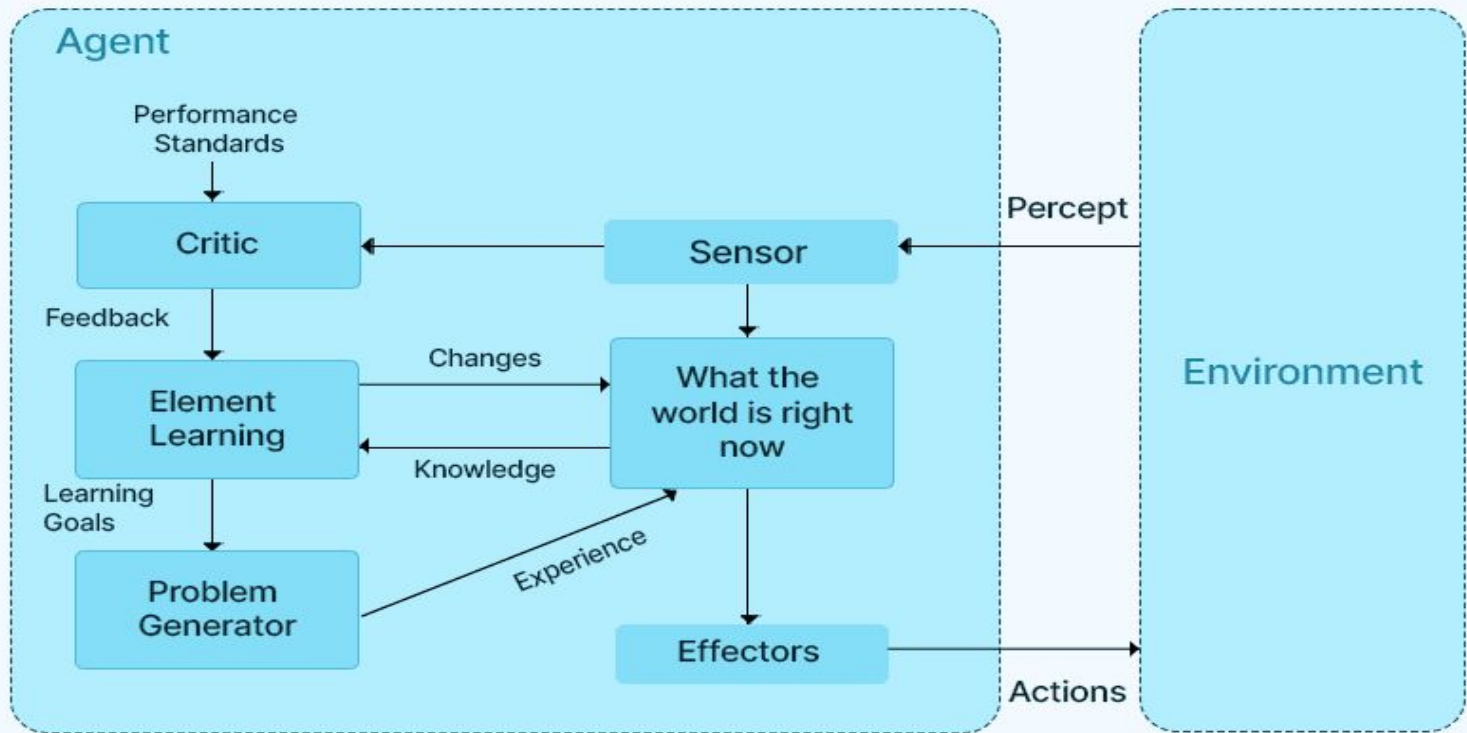 Agent
Performance
Standards
Critic
Sensor
Percept
Feedback
Changes
Element
Learning
What the
world is right
now
Knowledge
Environment
Learning
Goals
Experience
Problem
Generator
Effectors
Actions